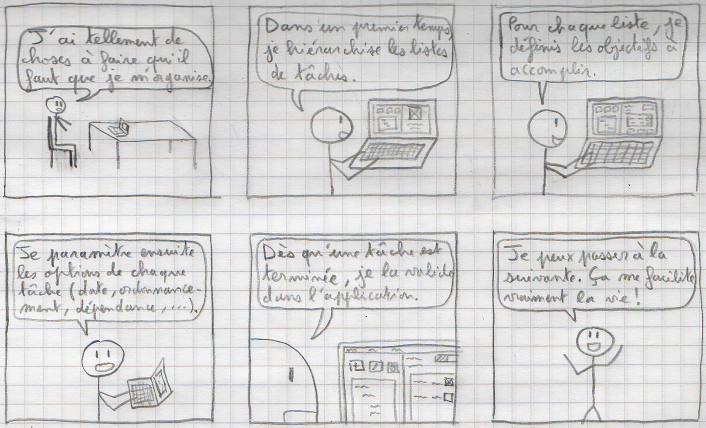 J'ai tellement de
choses à faire qu'il
faut que je m'organise.
Dans un premier temps,
je hiérarchise les listes
de tâches.
Pour chaque liste, je
définis les objectifs à
accomplir.
Je paramètre ensuite
les options de chaque
tâche (date, ordonnance-
ment, dépendance, ...).
Dès qu'une tâche est
terminée, je la valide
dans l'application.
Je peux passer à la
suivante. Ça me facilite
vraiment la vie !